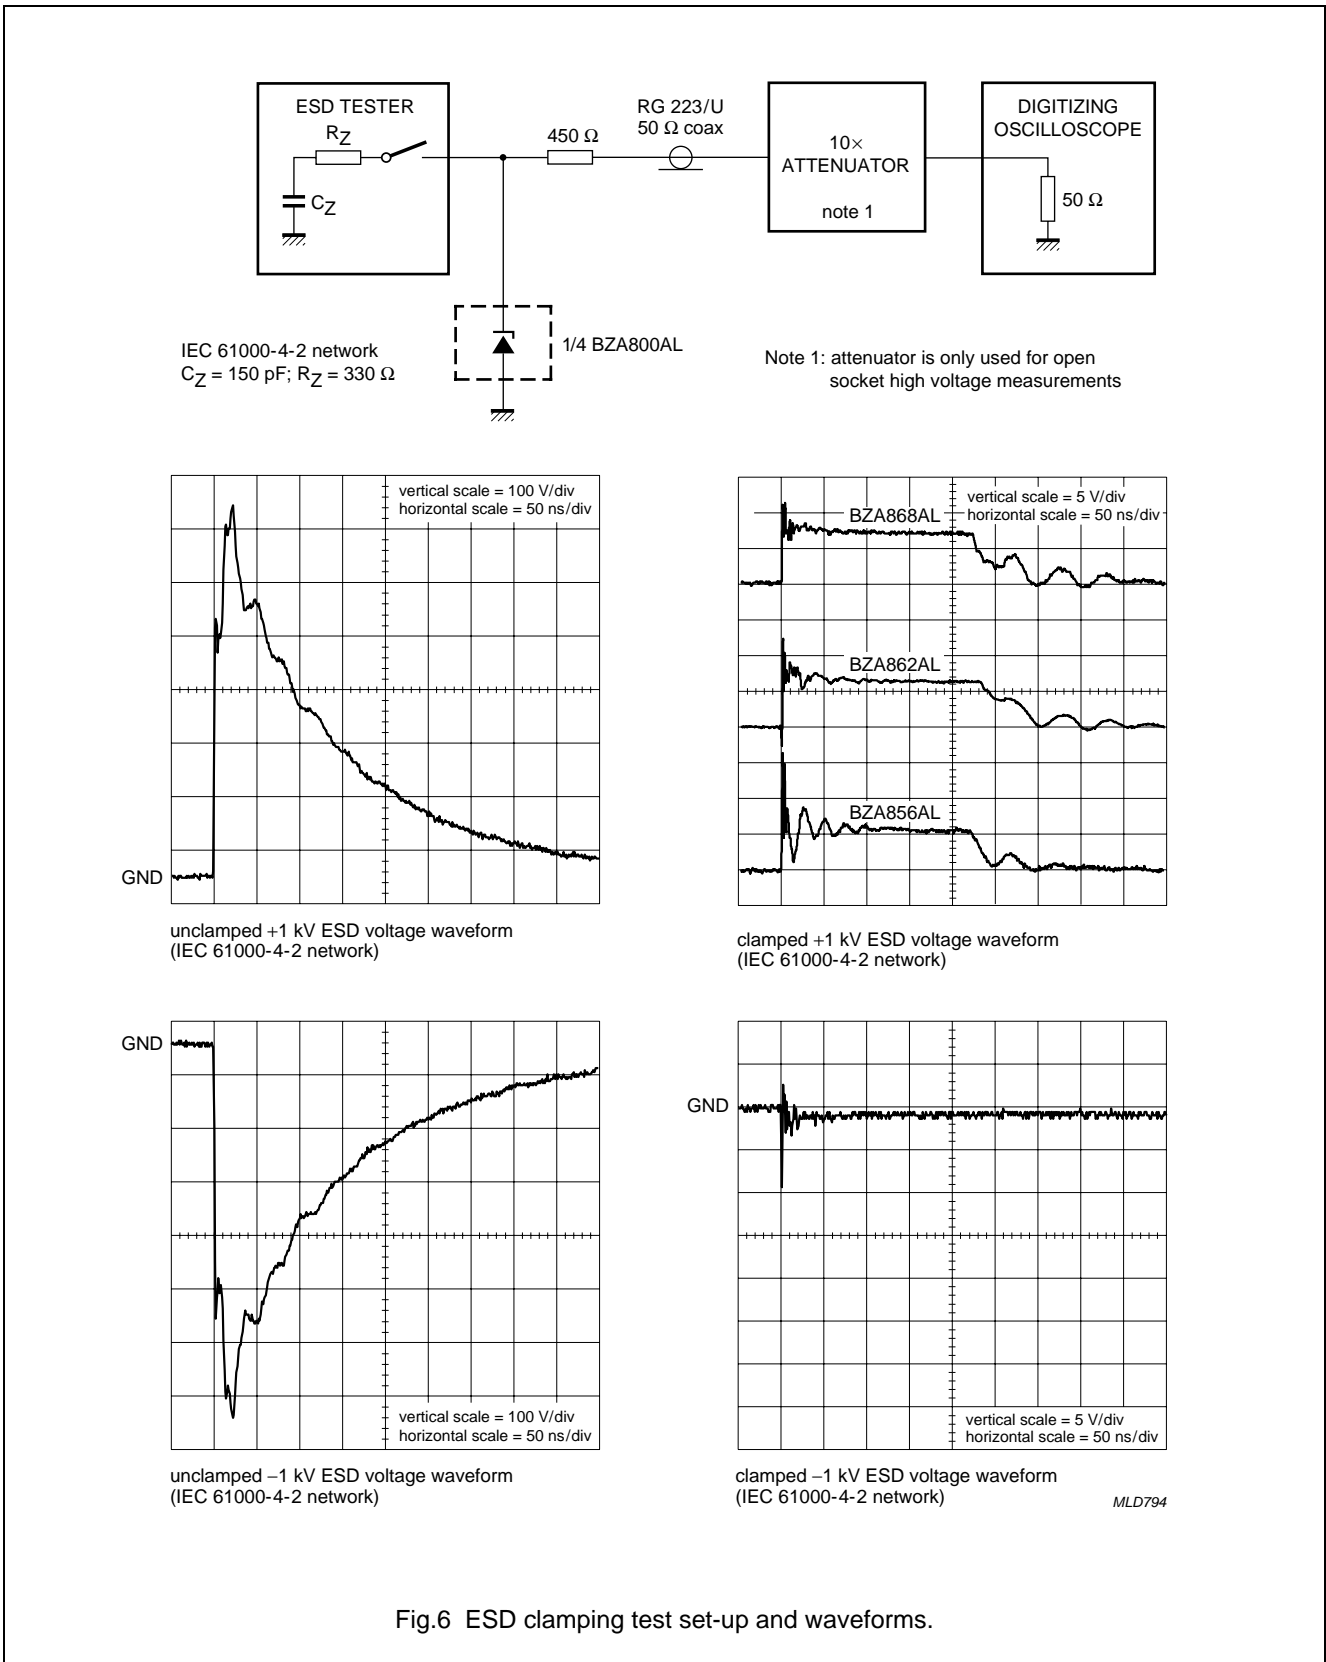 ESD TESTER
RZ
CZ
450 Ω
RG 223/U
50 Ω coax
10×
ATTENUATOR
note 1
DIGITIZING
OSCILLOSCOPE
50 Ω
IEC 61000-4-2 network
CZ = 150 pF; RZ = 330 Ω
1/4 BZA800AL
Note 1: attenuator is only used for open
socket high voltage measurements
vertical scale = 100 V/div
horizontal scale = 50 ns/div
GND
unclamped +1 kV ESD voltage waveform
(IEC 61000-4-2 network)
vertical scale = 5 V/div
horizontal scale = 50 ns/div
BZA868AL
BZA862AL
BZA856AL
clamped +1 kV ESD voltage waveform
(IEC 61000-4-2 network)
GND
vertical scale = 100 V/div
horizontal scale = 50 ns/div
unclamped −1 kV ESD voltage waveform
(IEC 61000-4-2 network)
GND
vertical scale = 5 V/div
horizontal scale = 50 ns/div
clamped −1 kV ESD voltage waveform
(IEC 61000-4-2 network)
MLD794
Fig.6 ESD clamping test set-up and waveforms.